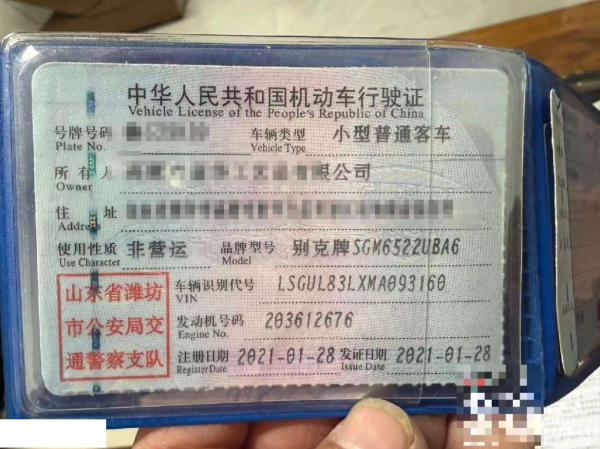 中华人民共和国机动车行驶证
Vehicle License of the People's Republic of China
号牌号码 车辆类型 小型普通客车
Plate No. Vehicle Type
所有人 有限公司
Owner
住址
Address
使用性质 非营运 品牌型号 别克牌SGM6522UBA6
Use Character Model
山东省潍坊 车辆识别代号 LSGUL83LXMA093160
VIN
市公安局交 发动机号码 203612676
Engine No.
通警察支队 注册日期 2021-01-28 发证日期 2021-01-28
Register Date Issue Date